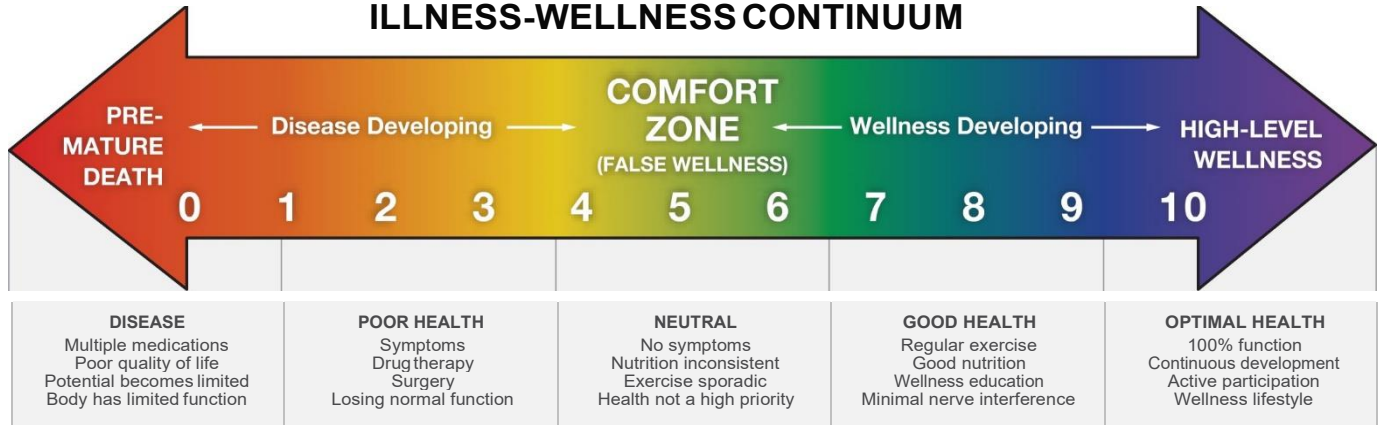 ILLNESS-WELLNESS CONTINUUM
PRE-
MATURE
DEATH
Disease Developing
COMFORT
ZONE
(FALSE WELLNESS)
Wellness Developing
HIGH-LEVEL
WELLNESS
0 1 2 3 4 5 6 7 8 9 10
DISEASE
Multiple medications
Poor quality of life
Potential becomes limited
Body has limited function
POOR HEALTH
Symptoms
Drug therapy
Surgery
Losing normal function
NEUTRAL
No symptoms
Nutrition inconsistent
Exercise sporadic
Health not a high priority
GOOD HEALTH
Regular exercise
Good nutrition
Wellness education
Minimal nerve interference
OPTIMAL HEALTH
100% function
Continuous development
Active participation
Wellness lifestyle